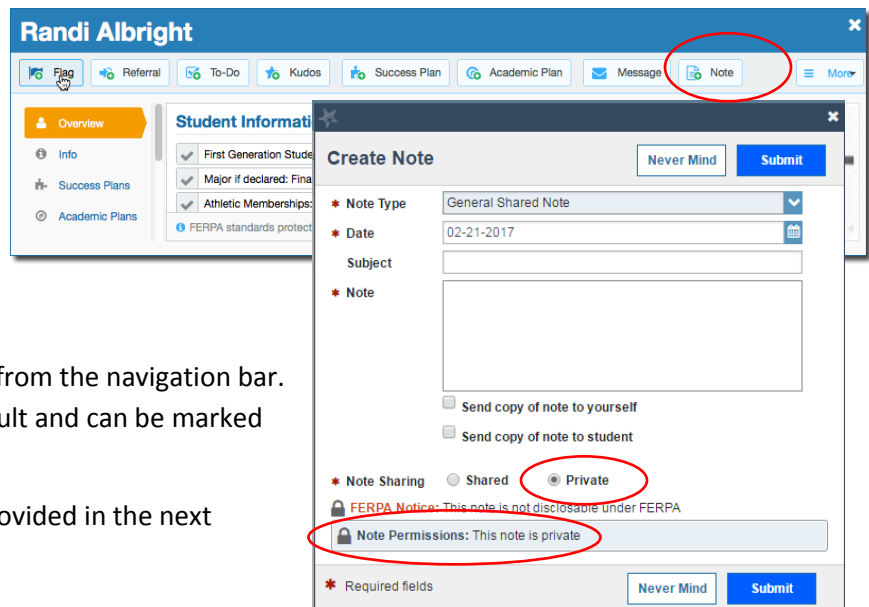 Randi Albright
Flag Referral To-Do Kudos Success Plan Academic Plan Message Note More
Overview
Info
Success Plans
Academic Plans
Student Informati
First Generation Stude
Major if declared: Fina
Athletic Memberships:
FERPA standards protect
Create Note
Never Mind Submit
* Note Type General Shared Note
* Date 02-21-2017
Subject
* Note
Send copy of note to yourself
Send copy of note to student
* Note Sharing Shared Private
FERPA Notice: This note is not disclosable under FERPA
Note Permissions: This note is private
* Required fields Never Mind Submit
from the navigation bar.
ult and can be marked
ovided in the next